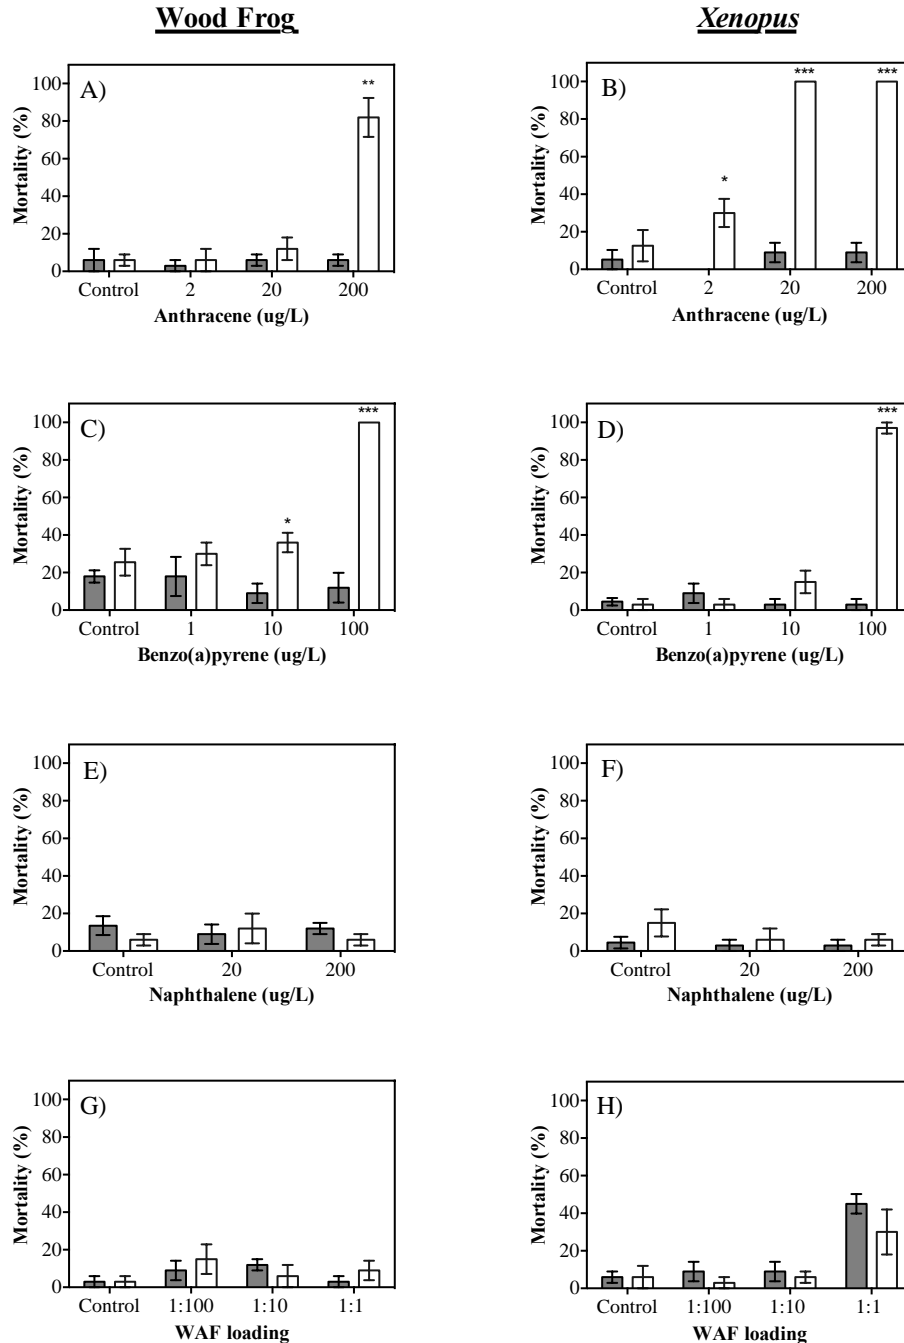 Wood Frog
Xenopus
A)
**
Mortality (%)
100
80
60
40
20
0
Control 2 20 200
Anthracene (ug/L)
B)
*
***
***
Mortality (%)
100
80
60
40
20
0
Control 2 20 200
Anthracene (ug/L)
C)
*
***
Mortality (%)
100
80
60
40
20
0
Control 1 10 100
Benzo(a)pyrene (ug/L)
D)
***
Mortality (%)
100
80
60
40
20
0
Control 1 10 100
Benzo(a)pyrene (ug/L)
E)
Mortality (%)
100
80
60
40
20
0
Control 20 200
Naphthalene (ug/L)
F)
Mortality (%)
100
80
60
40
20
0
Control 20 200
Naphthalene (ug/L)
G)
Mortality (%)
100
80
60
40
20
0
Control 1:100 1:10 1:1
WAF loading
H)
Mortality (%)
100
80
60
40
20
0
Control 1:100 1:10 1:1
WAF loading